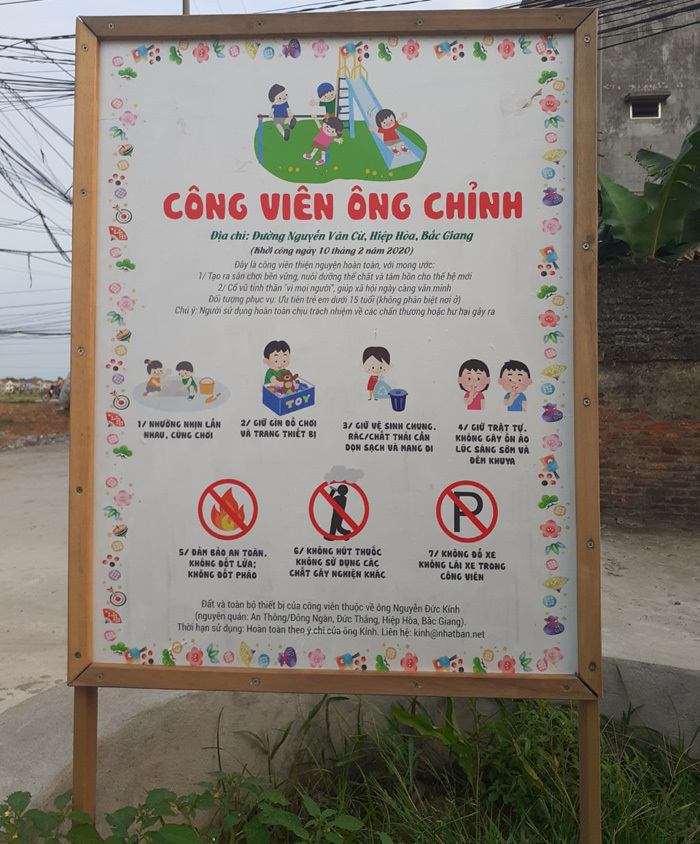 CÔNG VIÊN ÔNG CHỈNH
Địa chỉ: Đường Nguyễn Văn Cừ, Hiệp Hòa, Bắc Giang
(Khởi công ngày 10 tháng 2 năm 2020)
Đây là công viên thiện nguyện hoàn toàn, với mong ước:
1/ Tạo ra sân chơi bền vững, nuôi dưỡng thể chất và tâm hồn cho thế hệ mới
2/ Cổ vũ tinh thần "vì mọi người", giúp xã hội ngày càng văn minh
Đối tượng phục vụ: Ưu tiên trẻ em dưới 15 tuổi (không phân biệt nơi ở)
Chú ý: Người sử dụng hoàn toàn chịu trách nhiệm về các chấn thương hoặc hư hại gây ra
TOY
1/ NHƯỜNG NHỊN LẪN
NHAU, CÙNG CHƠI
2/ GIỮ GÌN ĐỒ CHƠI
VÀ TRANG THIẾT BỊ
3/ GIỮ VỆ SINH CHUNG.
RÁC/CHẤT THẢI CẦN
DỌN SẠCH VÀ MANG ĐI
4/ GIỮ TRẬT TỰ.
KHÔNG GÂY ỒN ÀO
LÚC SÁNG SỚM VÀ
ĐÊM KHUYA
P
5/ ĐẢM BẢO AN TOÀN.
KHÔNG ĐỐT LỬA;
KHÔNG ĐỐT PHÁO
6/ KHÔNG HÚT THUỐC
KHÔNG SỬ DỤNG CÁC
CHẤT GÂY NGHIỆN KHÁC
7/ KHÔNG ĐỖ XE
KHÔNG LÁI XE TRONG
CÔNG VIÊN
Đất và toàn bộ thiết bị của công viên thuộc về ông Nguyễn Đức Kính
(nguyên quán: An Thông/Đông Ngàn, Đức Thắng, Hiệp Hòa, Bắc Giang).
Thời hạn sử dụng: Hoàn toàn theo ý chí của ông Kính. Liên hệ: kinh@nhatban.net